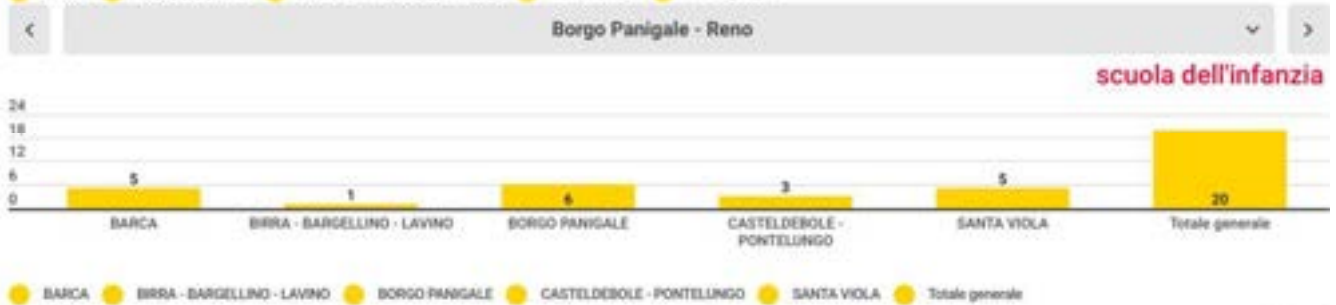 Borgo Panigale - Reno
scuola dell'infanzia
24
18
12
6
0
5
1
6
3
5
20
BARCA
BIRRA - BARGELLINO - LAVINO
BORGO PANIGALE
CASTELDEBOLE -
PONTELUNGO
SANTA VIOLA
Totale generale
BARCA BIRRA - BARGELLINO - LAVINO BORGO PANIGALE CASTELDEBOLE - PONTELUNGO SANTA VIOLA Totale generale